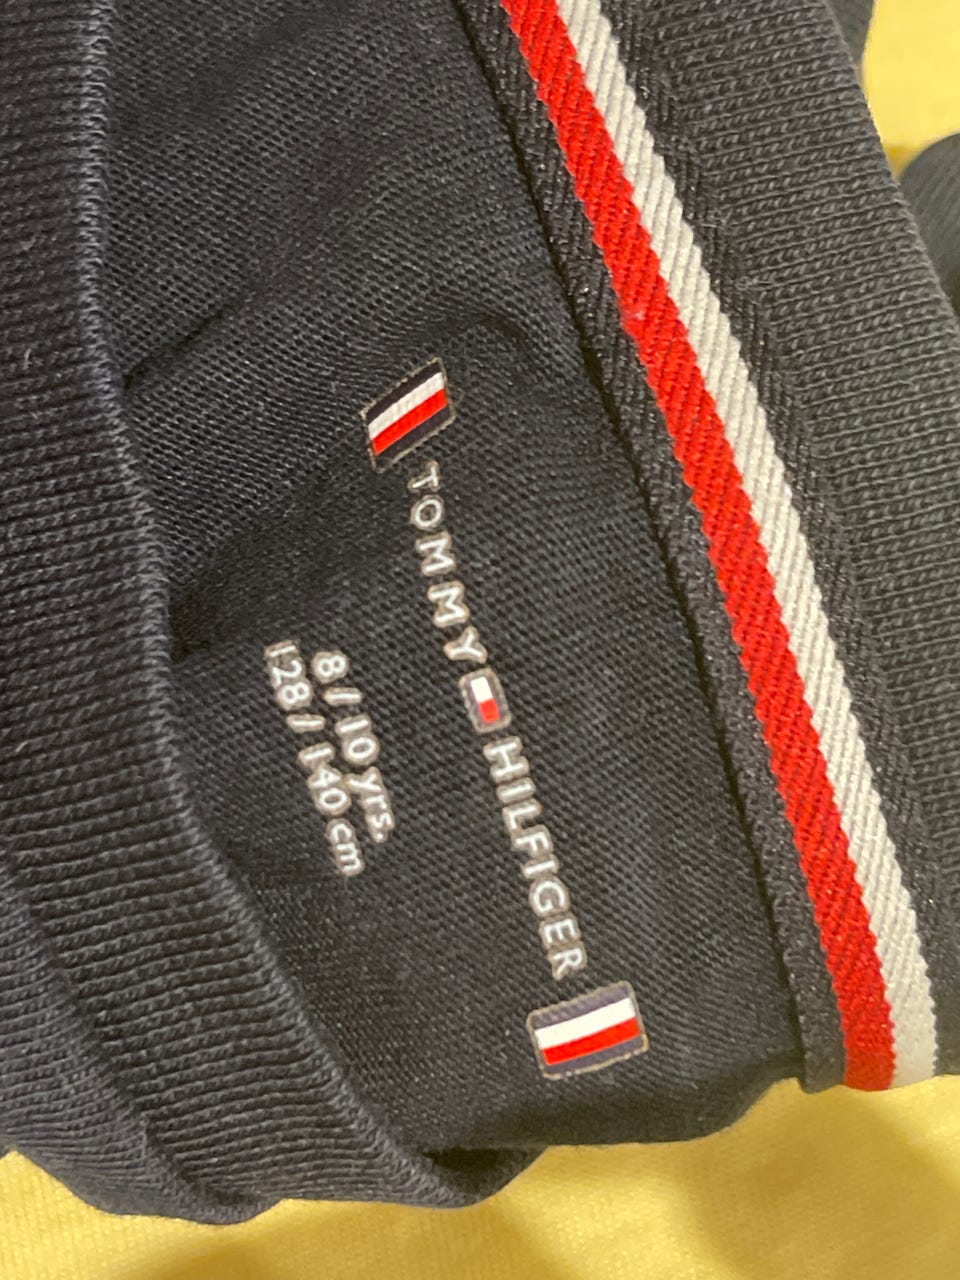 TOMMY HILFIGER
8/10 yrs.
128/140 cm